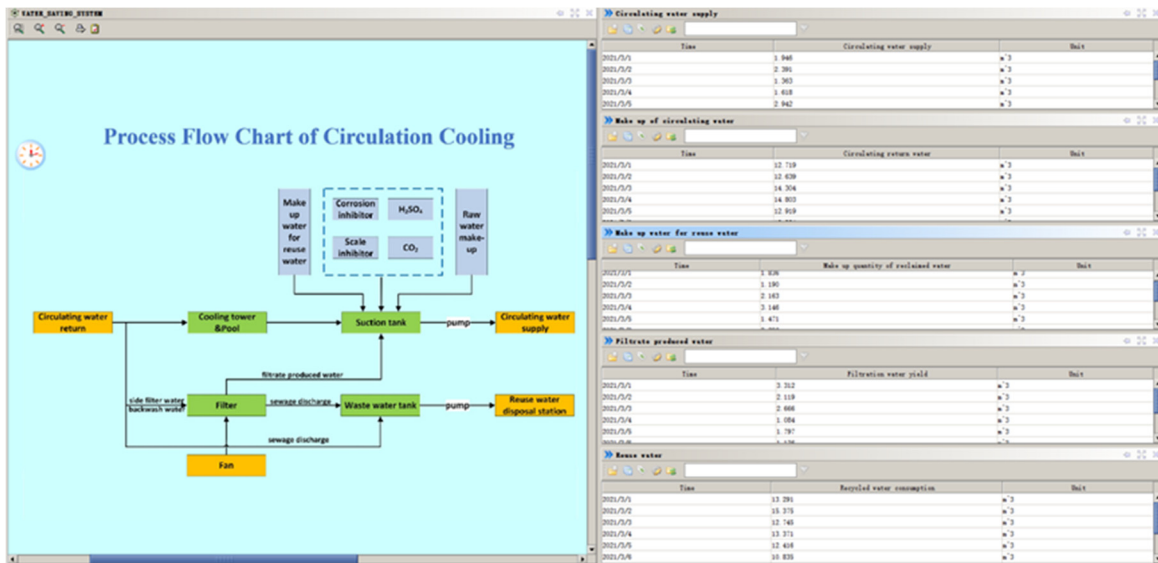 WATER_SAVING_SYSTEM
Process Flow Chart of Circulation Cooling
Make
up
water
for
reuse
water
Corrosion
inhibitor
H₂SO₄
Scale
inhibitor
CO₂
Raw
water
make-
up
Circulating water
return
Cooling tower
&Pool
Suction tank
pump
Circulating water
supply
filtrate produced water
side filter water
backwash water
Filter
sewage discharge
Waste water tank
pump
Reuse water
disposal station
sewage discharge
Fan
Circulating water supply
Time Circulating water supply Unit
2021/3/1 1.946 m^3
2021/3/2 2.391 m^3
2021/3/3 1.363 m^3
2021/3/4 1.618 m^3
2021/3/5 2.942 m^3
Make up of circulating water
Time Circulating return water Unit
2021/3/1 12.719 m^3
2021/3/2 12.639 m^3
2021/3/3 14.304 m^3
2021/3/4 14.903 m^3
2021/3/5 12.919 m^3
Make up water for reuse water
Time Make up quantity of reclaimed water Unit
2021/3/1 m^3
2021/3/2 1.190 m^3
2021/3/3 2.163 m^3
2021/3/4 3.146 m^3
2021/3/5 1.471 m^3
Filtrate produced water
Time Filtration water yield Unit
2021/3/1 3.312 m^3
2021/3/2 2.119 m^3
2021/3/3 2.666 m^3
2021/3/4 1.084 m^3
2021/3/5 1.797 m^3
Reuse water
Time Recycled water consumption Unit
2021/3/1 13.291 m^3
2021/3/2 15.375 m^3
2021/3/3 12.745 m^3
2021/3/4 13.371 m^3
2021/3/5 12.416 m^3
2021/3/6 10.835 m^3